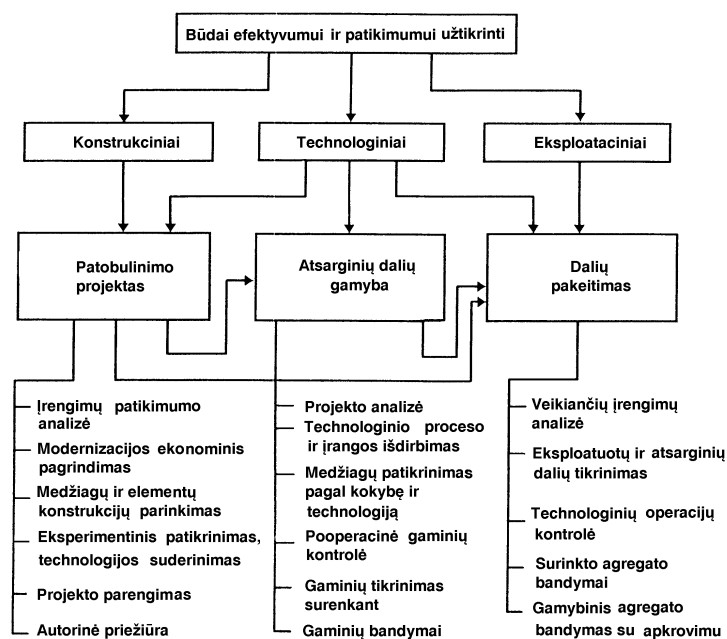 Būdai efektyvumui ir patikimumui užtikrinti
Konstrukciniai
Technologiniai
Eksploataciniai
Patobulinimo
projektas
Atsarginių dalių
gamyba
Dalių
pakeitimas
Įrengimų patikimumo
analizė
Modernizacijos ekonominis
pagrindimas
Medžiagų ir elementų
konstrukcijų parinkimas
Eksperimentinis patikrinimas,
technologijos suderinimas
Projekto parengimas
Autorinė priežiūra
Projekto analizė
Technologinio proceso
ir įrangos išdirbimas
Medžiagų patikrinimas
pagal kokybę ir
technologiją
Pooperacinė gaminių
kontrolė
Gaminių tikrinimas
surenkant
Gaminių bandymai
Veikiančių įrengimų
analizė
Eksploatuotų ir atsarginių
dalių tikrinimas
Technologinių operacijų
kontrolė
Surinkto agregato
bandymai
Gamybinis agregato
bandymas su apkrovimu